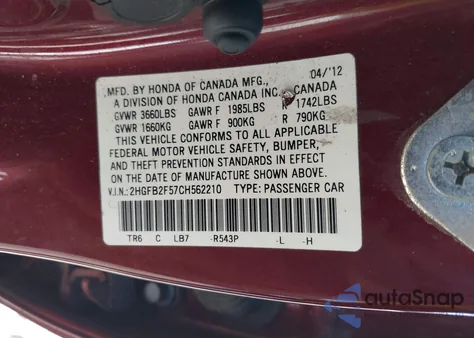 MFD. BY HONDA OF CANADA MFG., 04/'12
A DIVISION OF HONDA CANADA INC., CANADA
GVWR 3660LBS GAWR F 1985LBS R 1742LBS
GVWR 1660KG GAWR F 900KG R 790KG
THIS VEHICLE CONFORMS TO ALL APPLICABLE
FEDERAL MOTOR VEHICLE SAFETY, BUMPER,
AND THEFT PREVENTION STANDARDS IN EFFECT
ON THE DATE OF MANUFACTURE SHOWN ABOVE.
V.I.N.: 2HGFB2F57CH562210 TYPE: PASSENGER CAR
TR6 C LB7 -R543P -L -H
autoSnap